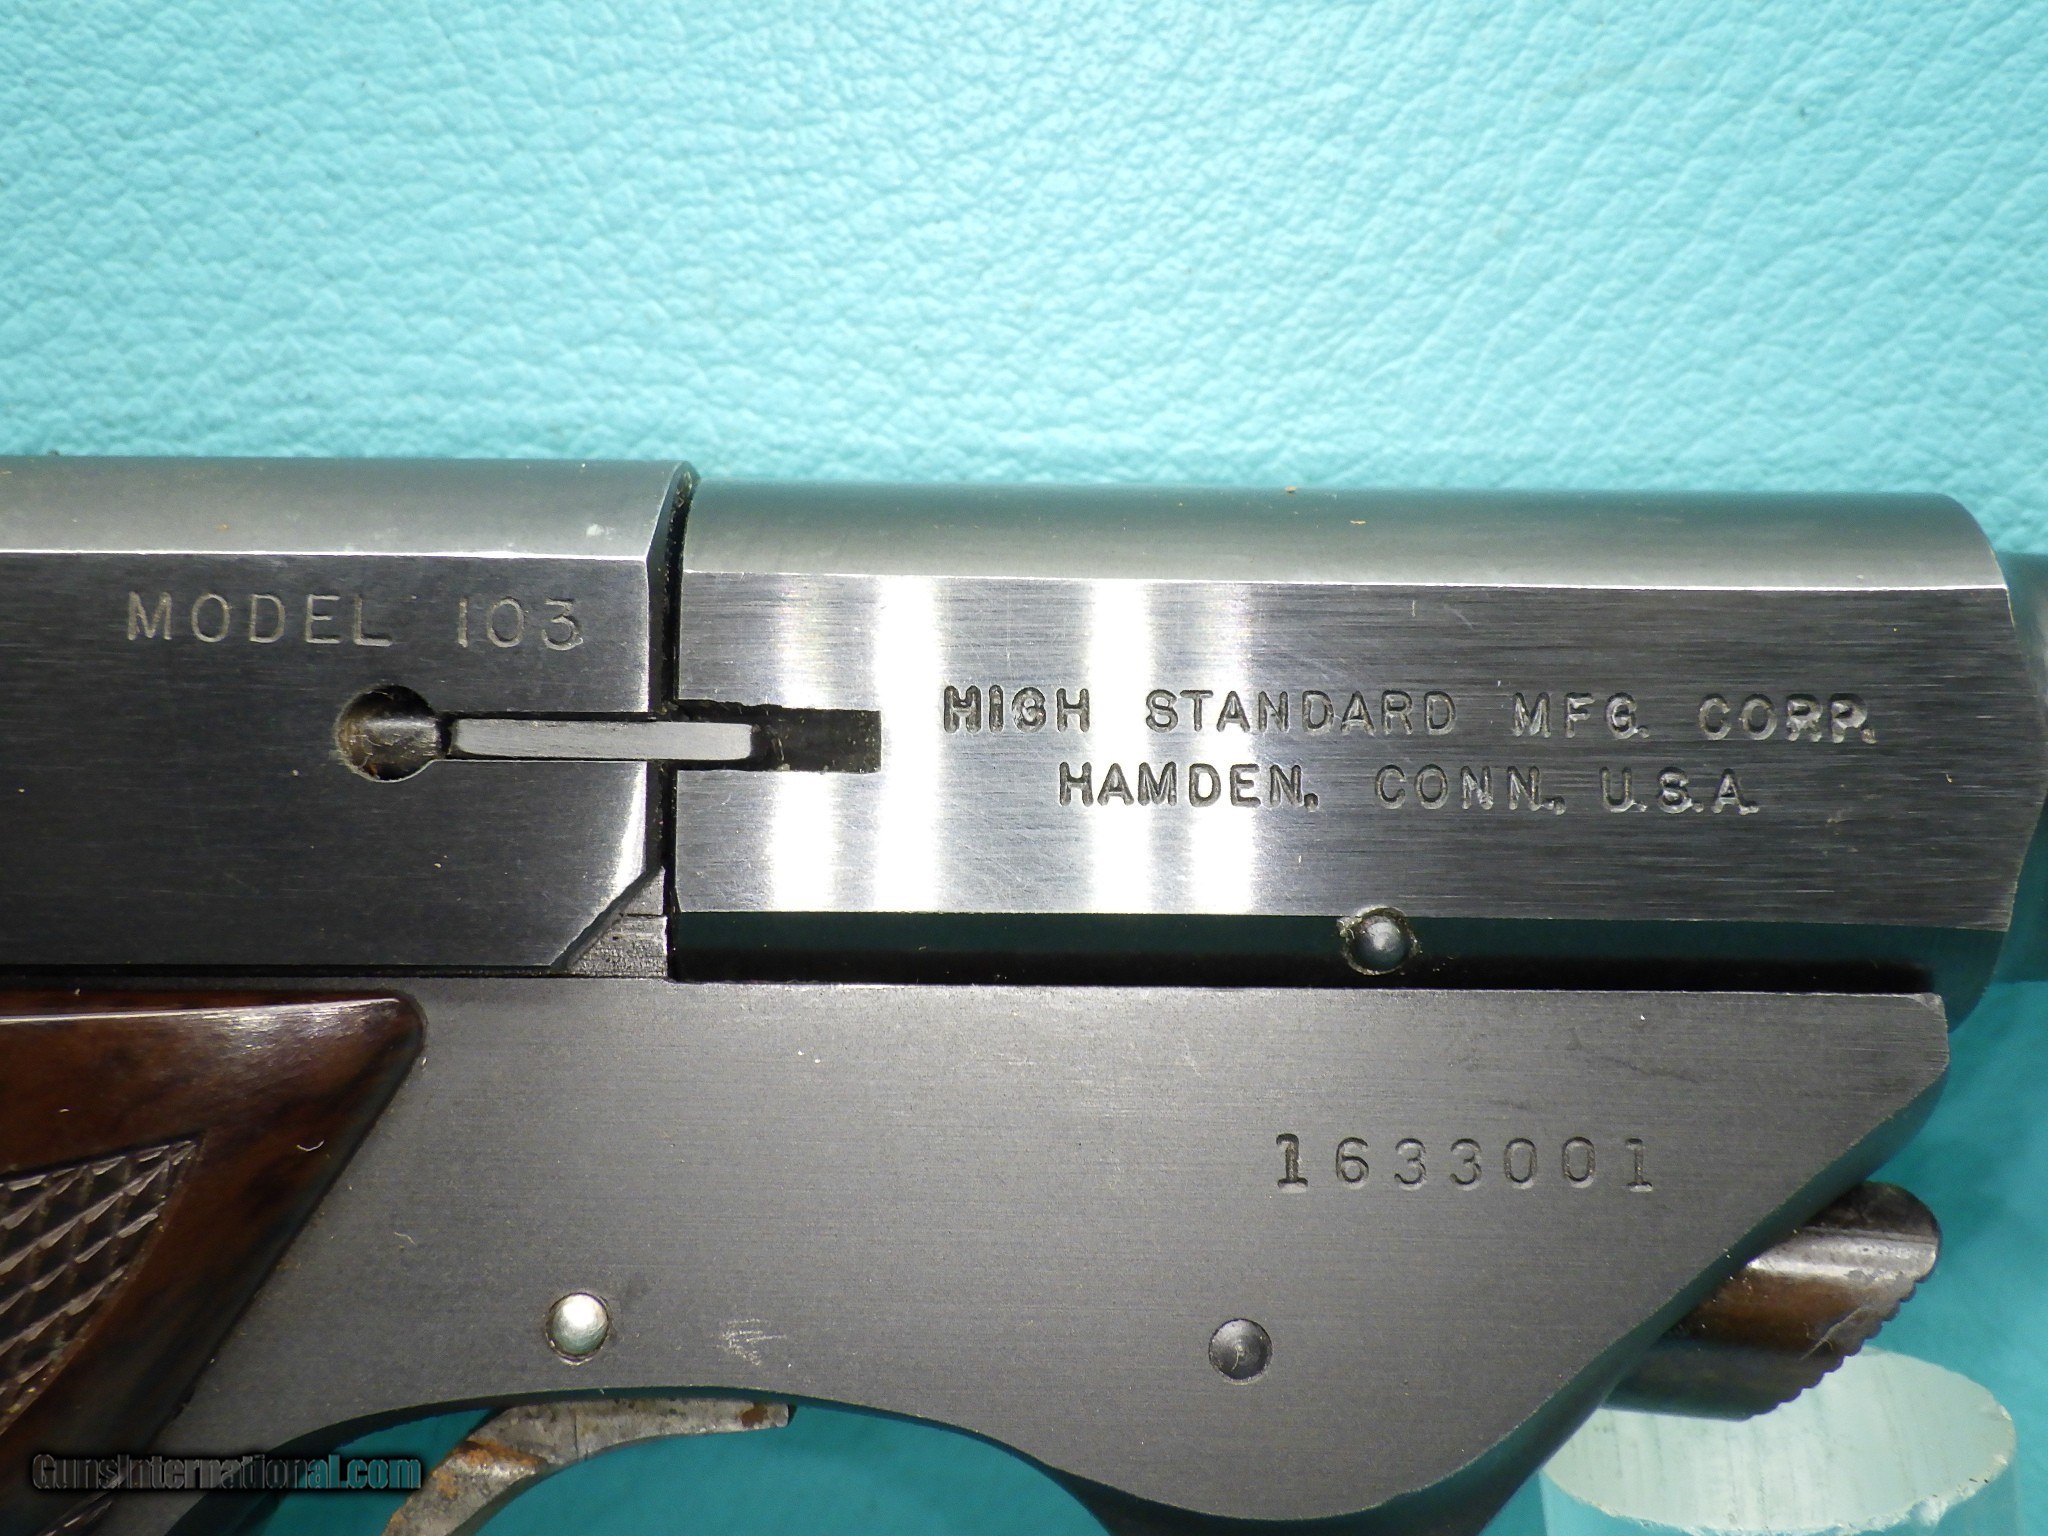 MODEL 103
HIGH STANDARD MFG. CORP.
HAMDEN, CONN., U.S.A.
1633001
GunsInternational.com